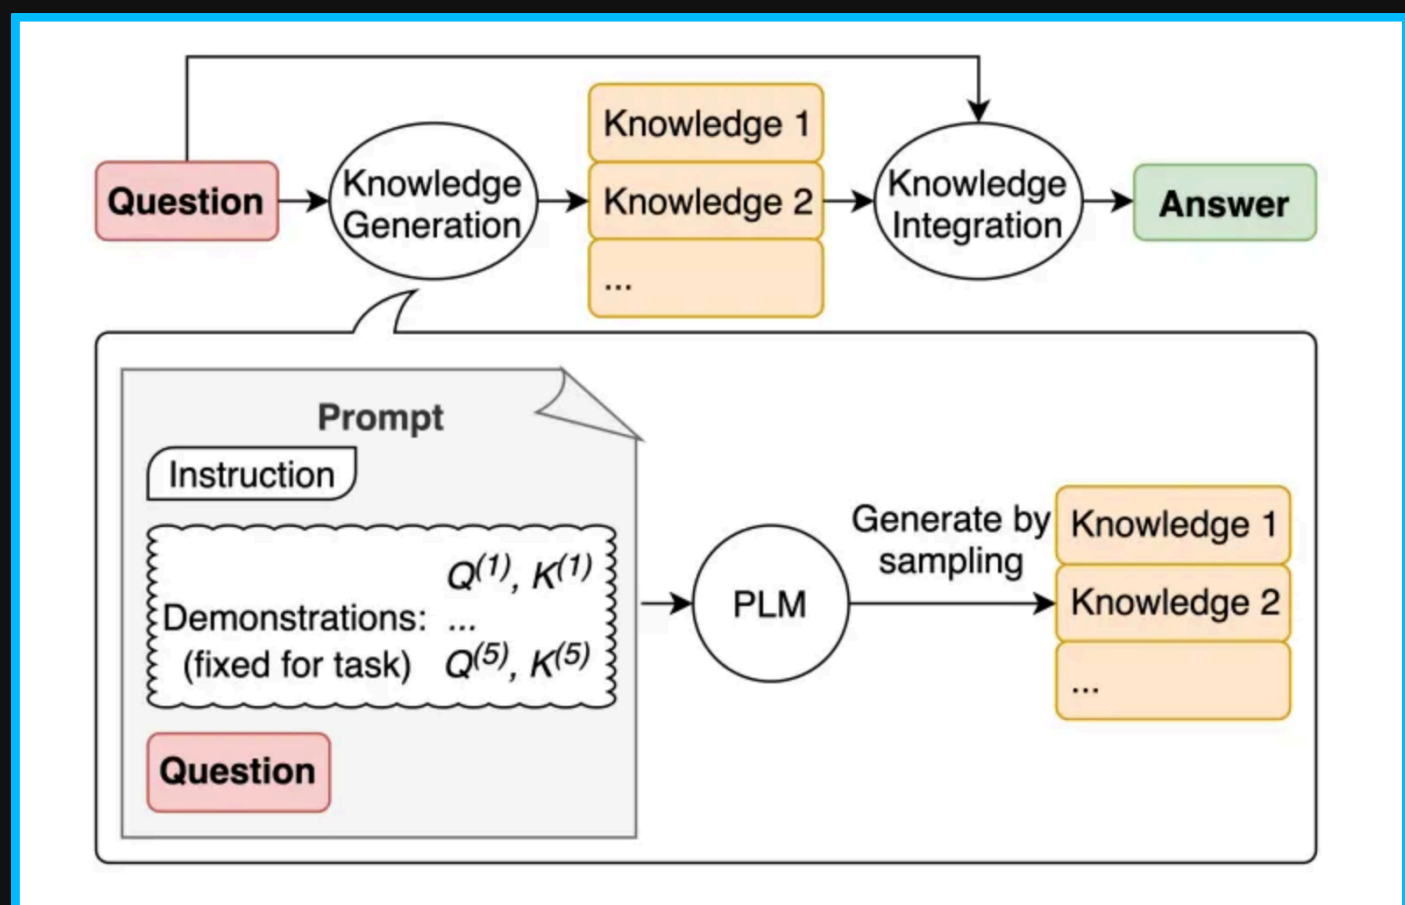 Question
Knowledge
Generation
Knowledge 1
Knowledge 2
...
Knowledge
Integration
Answer
Prompt
Instruction
Q(1), K(1)
Demonstrations: ...
(fixed for task) Q(5), K(5)
Question
PLM
Generate by
sampling
Knowledge 1
Knowledge 2
...